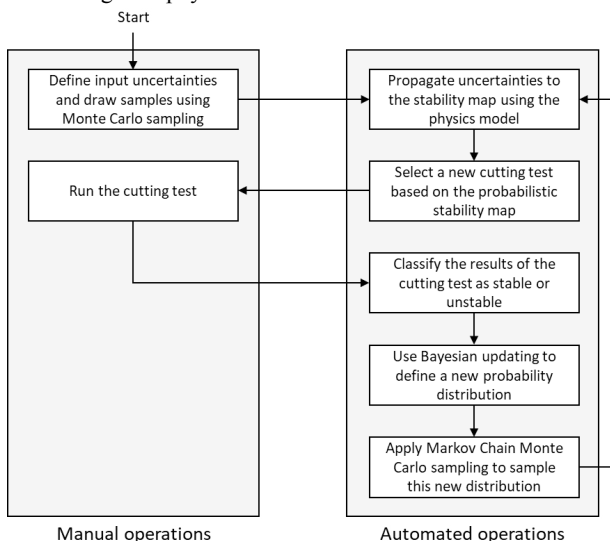 Start
Define input uncertainties
and draw samples using
Monte Carlo sampling
Propagate uncertainties to
the stability map using the
physics model
Select a new cutting test
based on the probabilistic
stability map
Run the cutting test
Classify the results of the
cutting test as stable or
unstable
Use Bayesian updating to
define a new probability
distribution
Apply Markov Chain Monte
Carlo sampling to sample
this new distribution
Manual operations
Automated operations